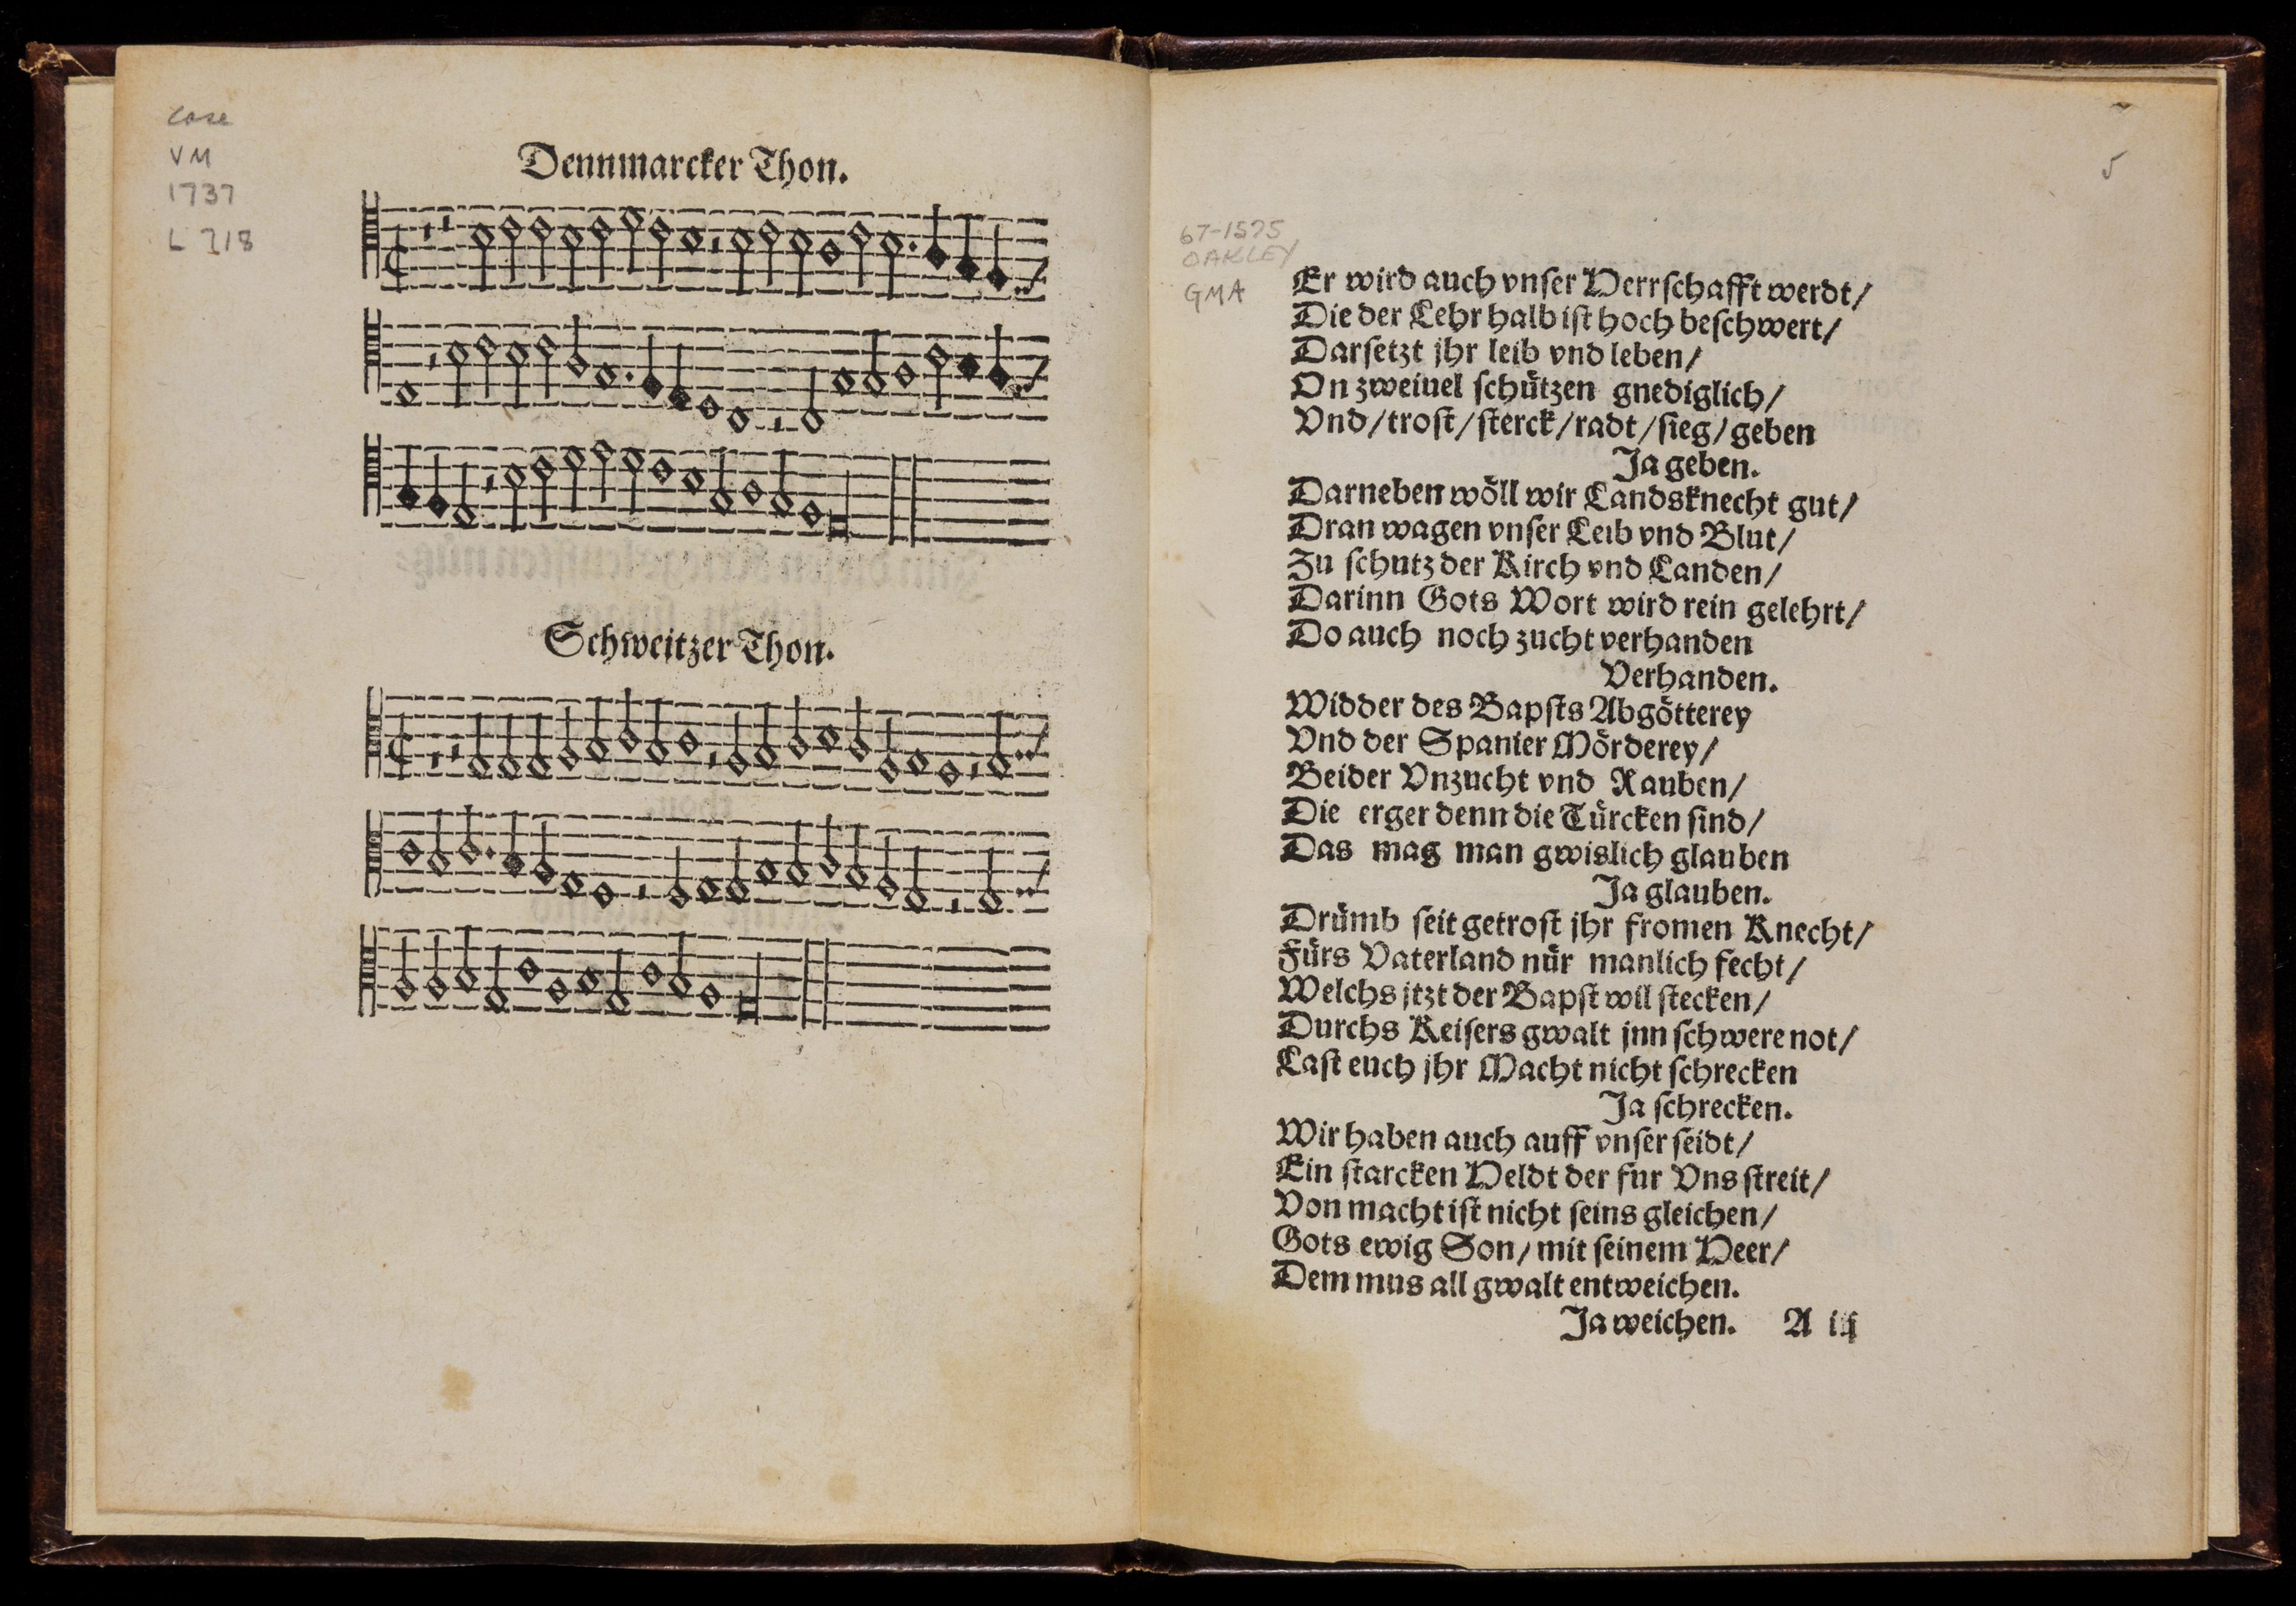 Case
VM
1737
L 718
Dennmarcker Thon.
Schweitzer Thon.
5
67-1575
OAKLEY
GMA
Er wird auch vnser Herrschafft werdt/
Die der Lehr halb ist hoch beschwert/
Darsetzt jhr leib vnd leben/
On zweiuel schützen gnediglich/
Vnd/trost/sterck/radt/sieg/geben
Ja geben.
Darneben wöll wir Landsknecht gut/
Dran wagen vnser Leib vnd Blut/
Zu schutz der Kirch vnd Landen/
Darinn Gots Wort wird rein gelehrt/
Do auch noch zucht verhanden
Verhanden.
Widder des Bapsts Abgötterey
Vnd der Spanier Mörderey/
Beider Vnzucht vnd Rauben/
Die erger denn die Türcken sind/
Das mag man gwislich glauben
Ja glauben.
Drümb seit getrost jhr fromen Knecht/
Fürs Vaterland nür manlich fecht/
Welchs jtzt der Bapst wil stecken/
Durchs Keisers gwalt jnn schwere not/
Last euch jhr Macht nicht schrecken
Ja schrecken.
Wir haben auch auff vnser seidt/
Ein starcken Heldt der fur Vns streit/
Von macht ist nicht seins gleichen/
Gots ewig Son/mit seinem Heer/
Dem mus all gwalt entweichen.
Ja weichen. A iij